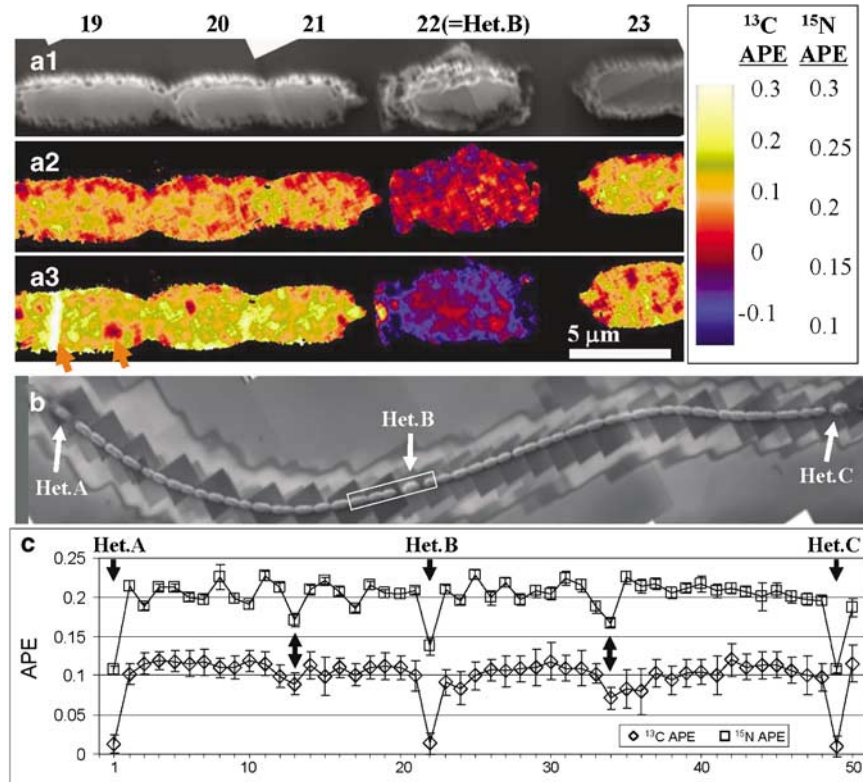 19 20 21 22(=Het.B) 23
a1
a2
a3
5 μm
13C 15N
APE APE
0.3 0.3
0.2 0.25
0.1 0.2
0 0.15
-0.1 0.1
b
Het.A
Het.B
Het.C
c
Het.A Het.B Het.C
APE
0.25
0.2
0.15
0.1
0.05
0
1 10 20 30 40 50
13C APE 15N APE